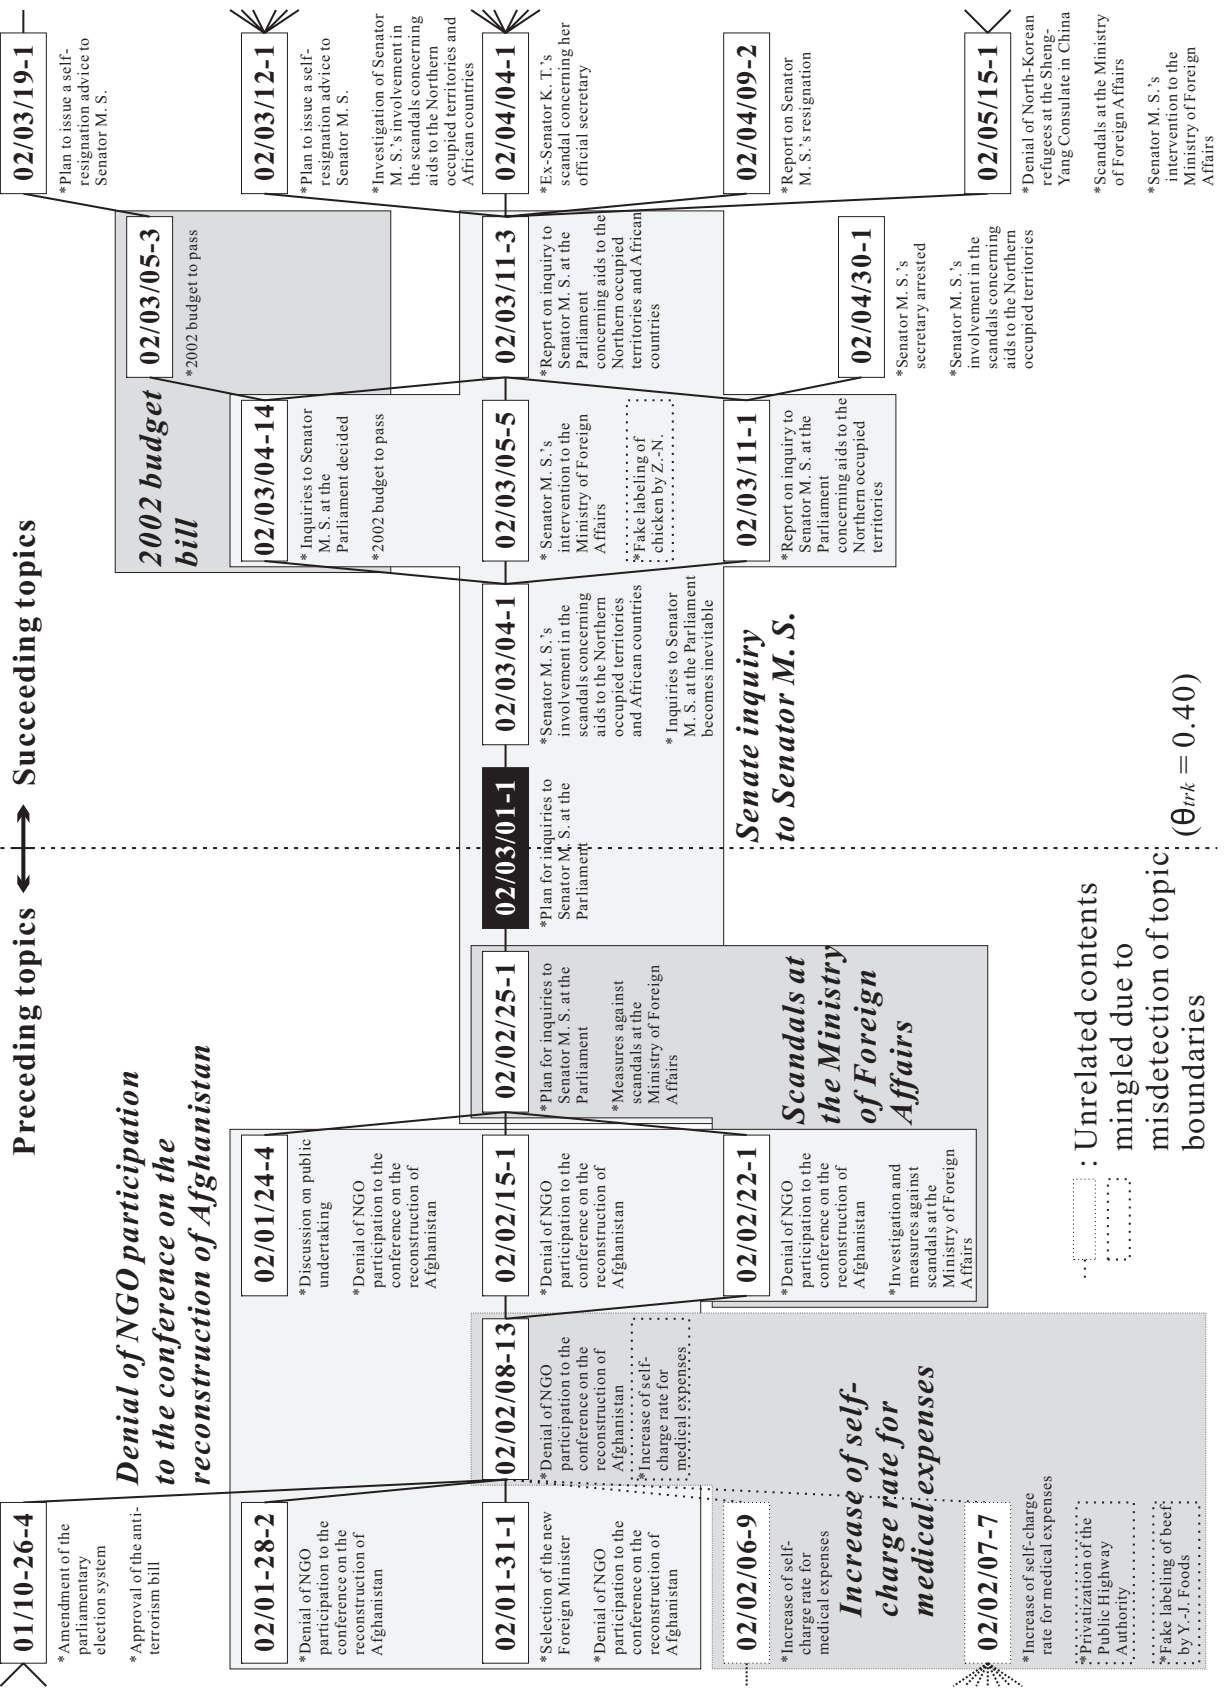 Preceding topics
Succeeding topics
01/10-26-4
*Amendment of the
parliamentary
election system
*Approval of the anti-
terrorism bill
Denial of NGO participation
to the conference on the
reconstruction of Afghanistan
02/01-28-2
*Denial of NGO
participation to the
conference on the
reconstruction of
Afghanistan
02/01-31-1
*Selection of the new
Foreign Minister
*Denial of NGO
participation to the
conference on the
reconstruction of
Afghanistan
02/02/06-9
*Increase of self-
charge rate for
medical expenses
02/02/07-7
*Increase of self-charge
rate for medical expenses
*Privatization of the
Public Highway
Authority
*Fake labeling of beef
by Y.-J. Foods
02/02/08-13
*Denial of NGO
participation to the
conference on the
reconstruction of
Afghanistan
*Increase of self-
charge rate for
medical expenses
Increase of self-
charge rate for
medical expenses
02/01/24-4
*Discussion on public
undertaking
*Denial of NGO
participation to the
conference on the
reconstruction of
Afghanistan
02/02/15-1
*Denial of NGO
participation to the
conference on the
reconstruction of
Afghanistan
02/02/22-1
*Denial of NGO
participation to the
conference on the
reconstruction of
Afghanistan
*Investigation and
measures against
scandals at the
Ministry of Foreign
Affairs
02/02/25-1
*Plan for inquiries to
Senator M. S. at the
Parliament
*Measures against
scandals at the
Ministry of Foreign
Affairs
Scandals at
the Ministry
of Foreign
Affairs
02/03/01-1
*Plan for inquiries to
Senator M. S. at the
Parliament
Senate inquiry
to Senator M. S.
02/03/04-1
*Senator M. S.'s
involvement in the
scandals concerning
aids to the Northern
occupied territories
and African countries
* Inquiries to Senator
M. S. at the Parliament
becomes inevitable
2002 budget
bill
02/03/04-14
* Inquiries to Senator
M. S. at the
Parliament decided
*2002 budget to pass
02/03/05-5
* Senator M. S.'s
intervention to the
Ministry of Foreign
Affairs
*Fake labeling of
chicken by Z.-N.
02/03/11-1
*Report on inquiry to
Senator M. S. at the
Parliament
concerning aids to the
Northern occupied
territories
02/03/05-3
*2002 budget to pass
02/03/11-3
*Report on inquiry to
Senator M. S. at the
Parliament
concerning aids to the
Northern occupied
territories and African
countries
02/04/30-1
*Senator M. S.'s
secretary arrested
*Senator M. S.'s
involvement in the
scandals concerning
aids to the Northern
occupied territories
02/03/19-1
*Plan to issue a self-
resignation advice to
Senator M. S.
02/03/12-1
*Plan to issue a self-
resignation advice to
Senator M. S.
*Investigation of Senator
M. S.'s involvement in
the scandals concerning
aids to the Northern
occupied territories and
African countries
02/04/04-1
*Ex-Senator K. T.'s
scandal concerning her
official secretary
02/04/09-2
*Report on Senator
M. S.'s resignation
02/05/15-1
*Denial of North-Korean
refugees at the Sheng-
Yang Consulate in China
*Scandals at the Ministry
of Foreign Affairs
*Senator M. S.'s
intervention to the
Ministry of Foreign
Affairs
: Unrelated contents
mingled due to
misdetection of topic
boundaries
(θtrk = 0.40)